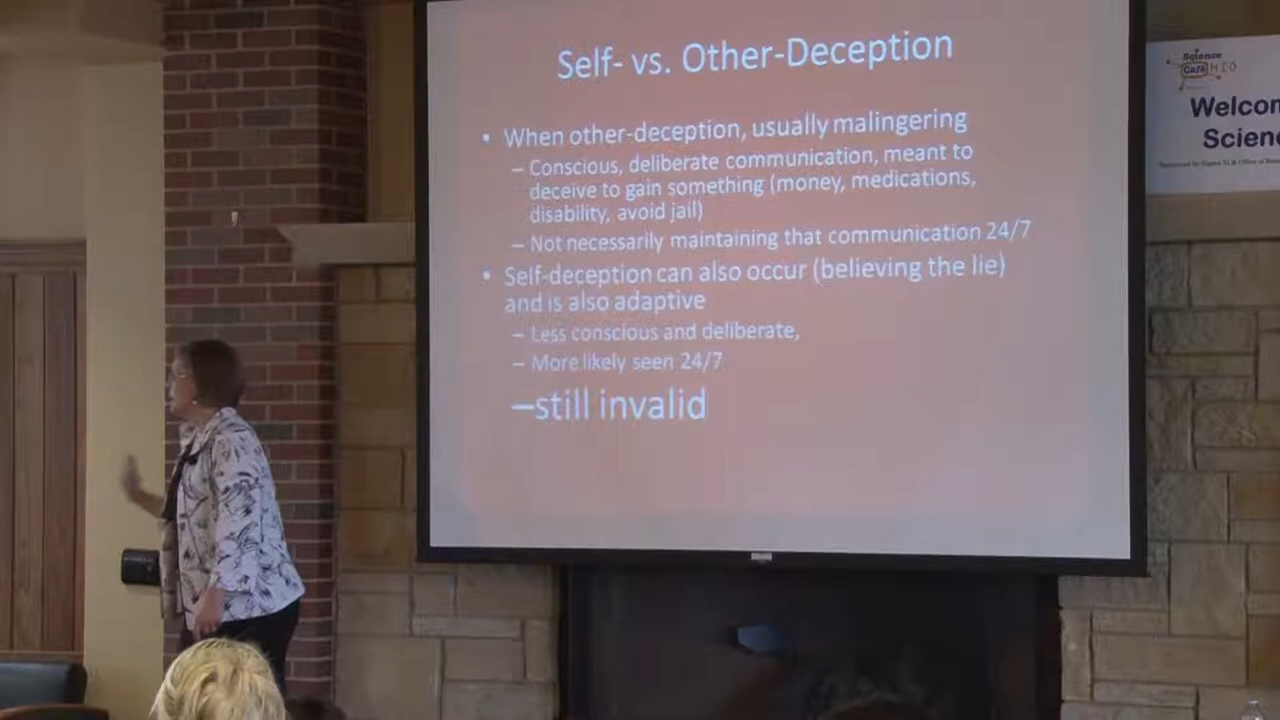 Self- vs. Other-Deception
• When other-deception, usually malingering
– Conscious, deliberate communication, meant to
deceive to gain something (money, medications,
disability, avoid jail)
– Not necessarily maintaining that communication 24/7
• Self-deception can also occur (believing the lie)
and is also adaptive
– Less conscious and deliberate,
– More likely seen 24/7
–still invalid
Science
Café
Welcom
Scienc